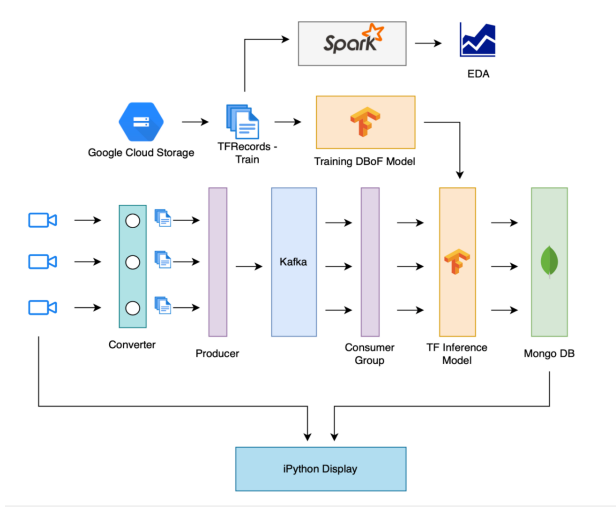 Spark
EDA
Google Cloud Storage
TFRecords -
Train
Training DBoF Model
Kafka
Converter
Producer
Consumer
Group
TF Inference
Model
Mongo DB
iPython Display